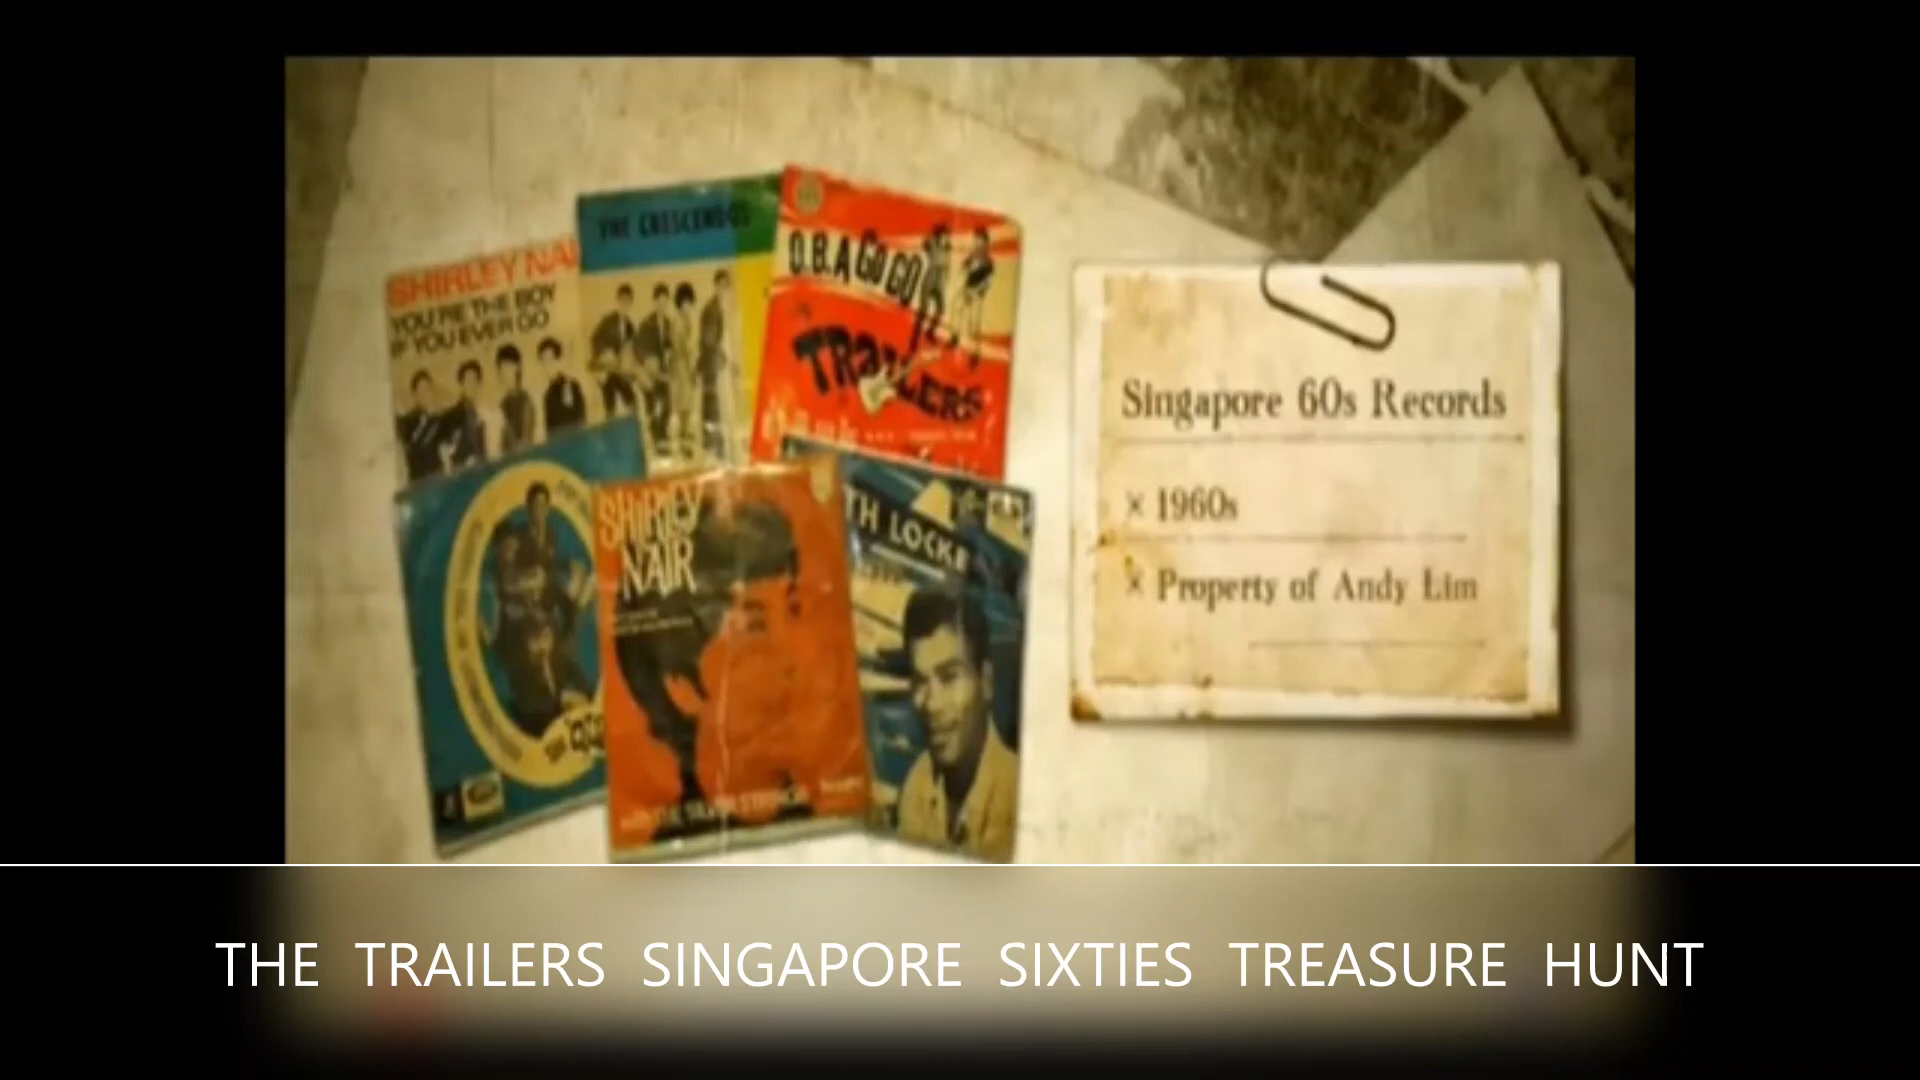 SHIRLEY NAI
YOU'RE THE BOY
IF YOU EVER GO
THE CRESCENDOS
O.B. A GO GO
TRAILERS
SHIRLEY
NAIR
TH LOCKE
Singapore 60s Records
× 1960s
× Property of Andy Lim
THE TRAILERS SINGAPORE SIXTIES TREASURE HUNT